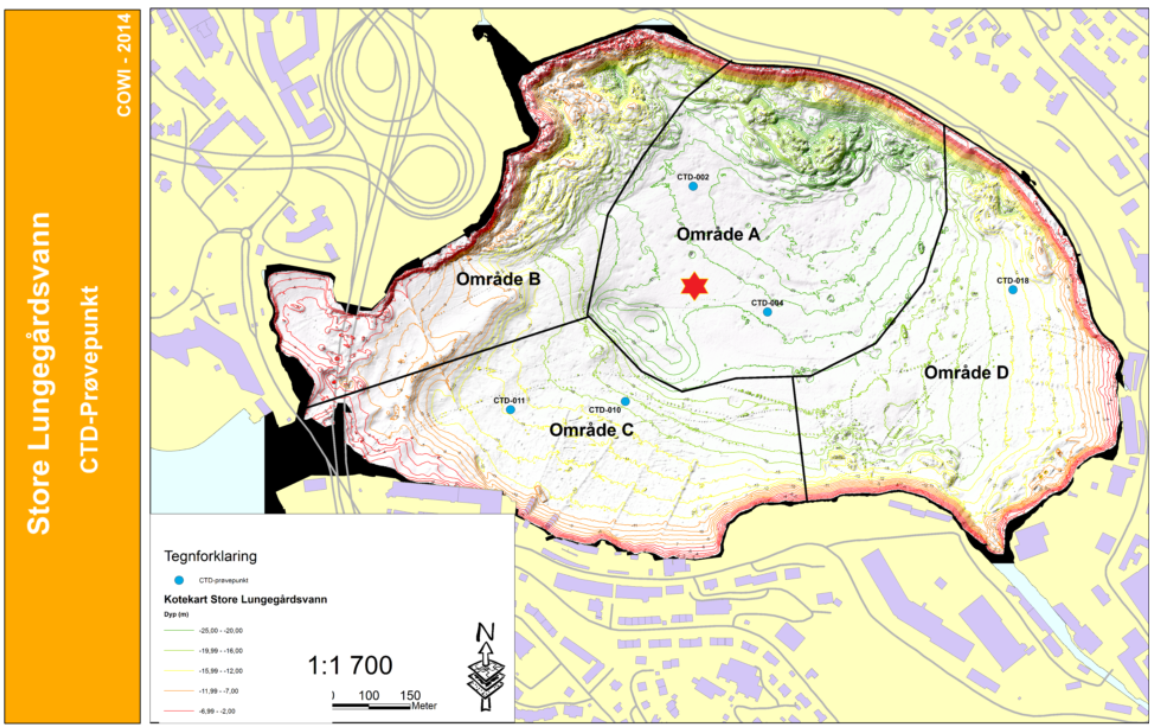 Store Lungegårdsvann
CTD-Prøvepunkt
COWI - 2014
CTD-002
Område A
Område B
CTD-018
CTD-004
Område D
CTD-011
CTD-010
Område C
Tegnforklaring
CTD-prøvepunkt
Kotekart Store Lungegårdsvann
Dyp (m)
-25,00 - -20,00
-19,99 - -16,00
-15,99 - -12,00
-11,99 - -7,00
-6,99 - -2,00
N
1:1 700
100 150
Meter